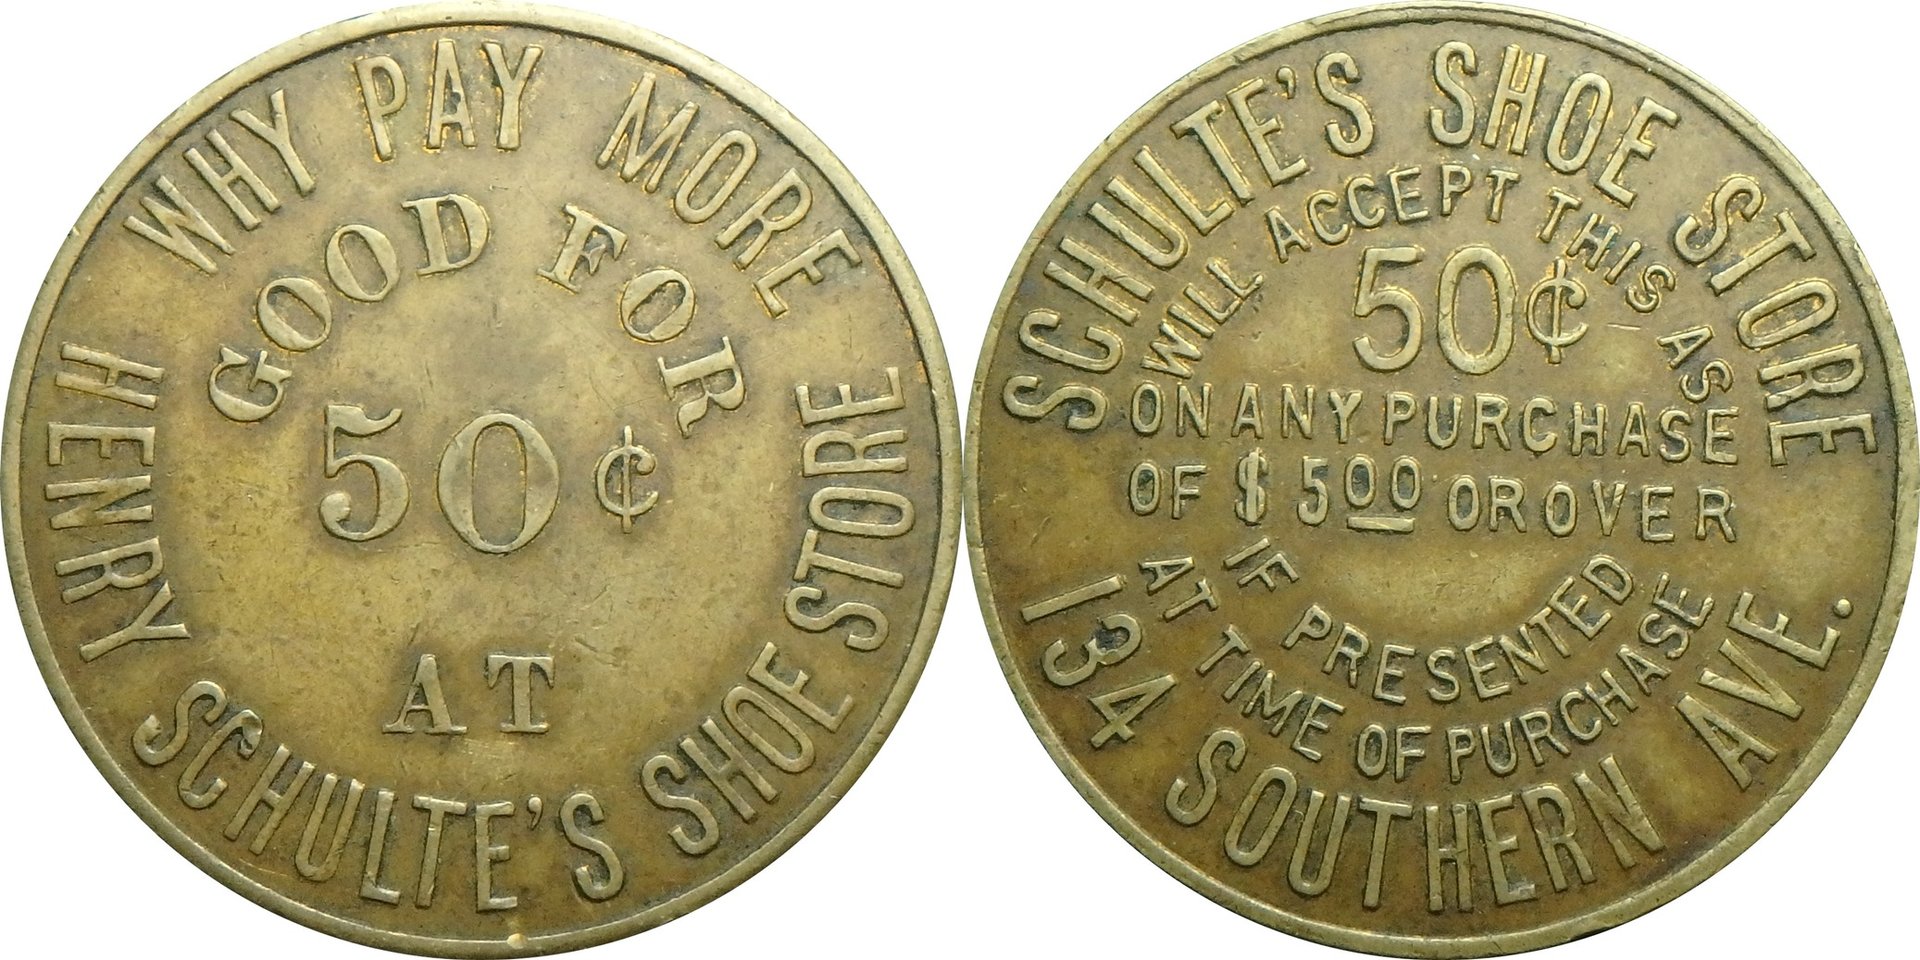 WHY PAY MORE
GOOD FOR
50¢
AT
HENRY SCHULTE'S SHOE STORE
SCHULTE'S SHOE STORE
WILL ACCEPT THIS AS
50¢
ON ANY PURCHASE
OF $500 OR OVER
IF PRESENTED
AT TIME OF PURCHASE
134 SOUTHERN AVE.